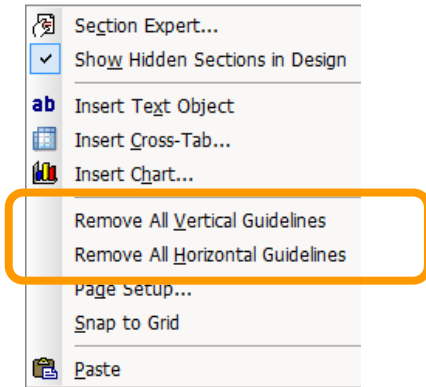 Section Expert...
Show Hidden Sections in Design
ab Insert Text Object
Insert Cross-Tab...
Insert Chart...
Remove All Vertical Guidelines
Remove All Horizontal Guidelines
Page Setup...
Snap to Grid
Paste